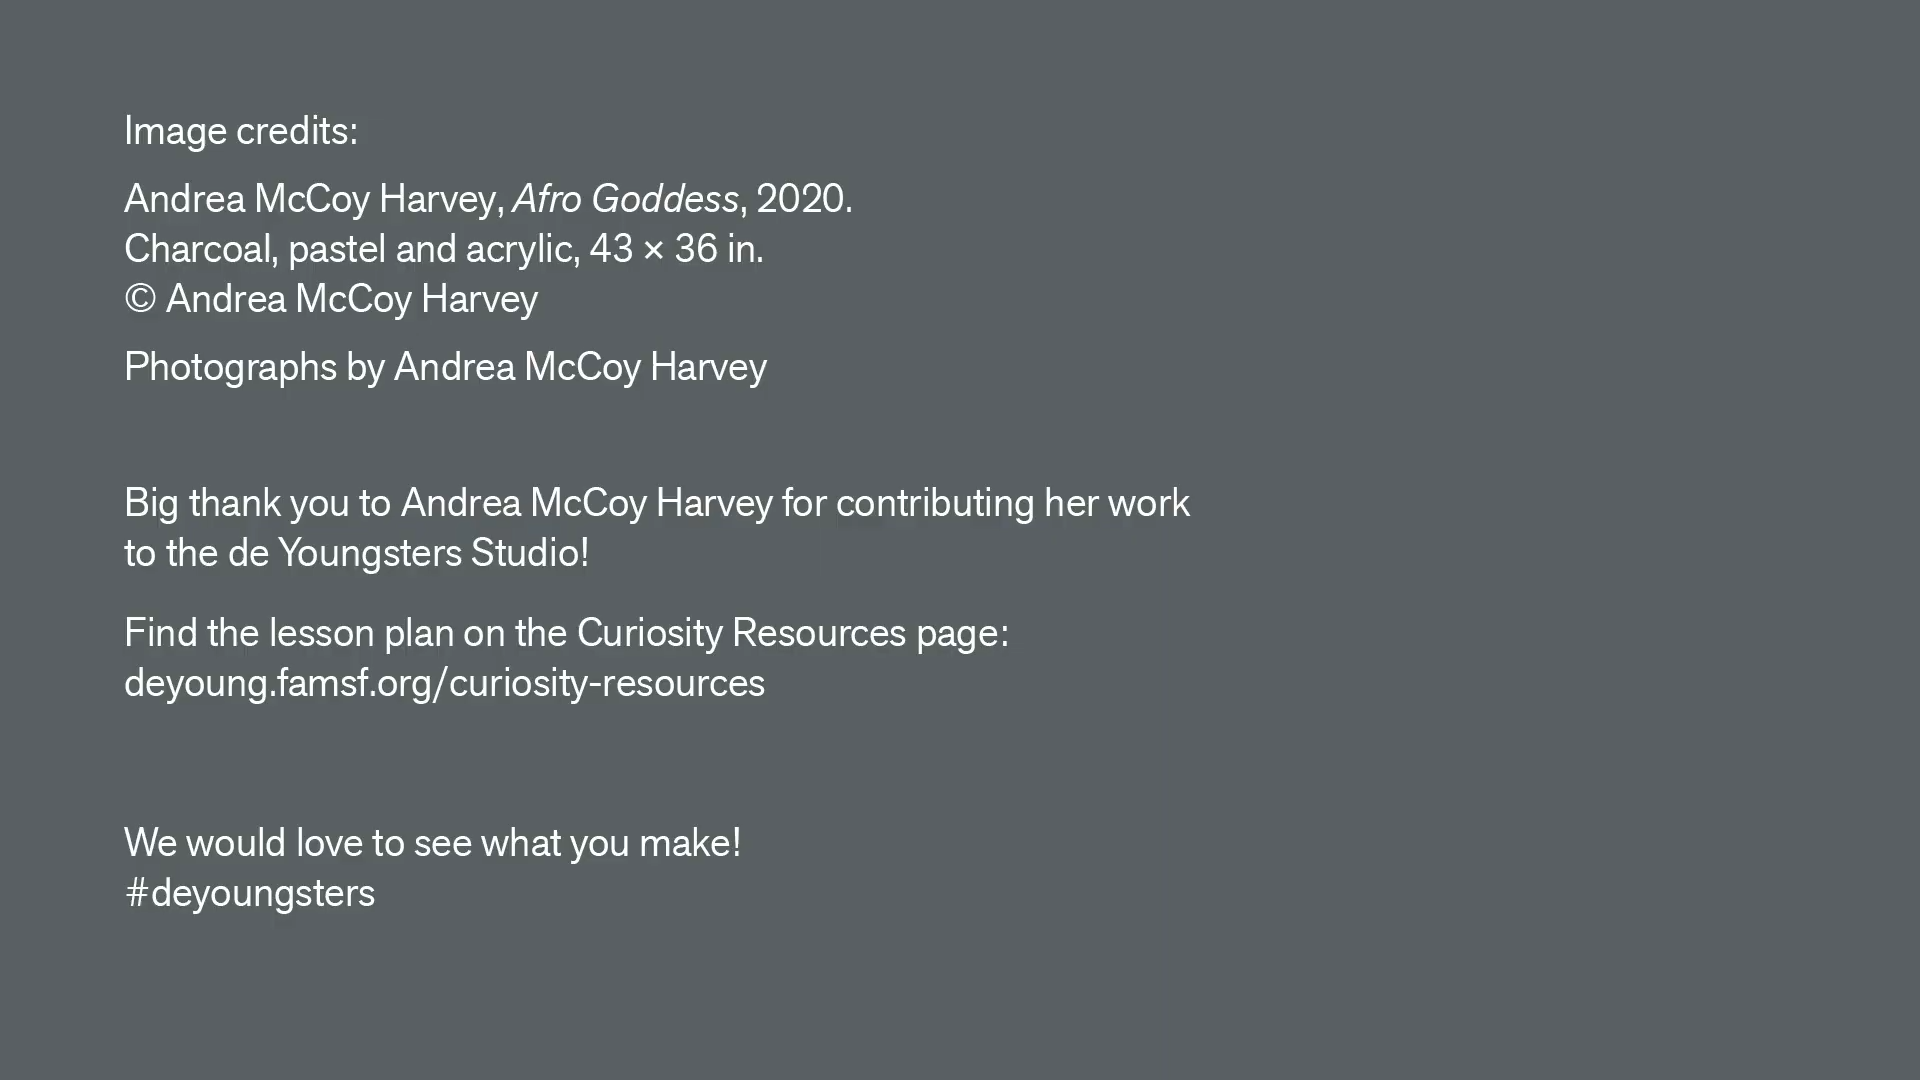 Image credits:
Andrea McCoy Harvey, Afro Goddess, 2020.
Charcoal, pastel and acrylic, 43 × 36 in.
© Andrea McCoy Harvey
Photographs by Andrea McCoy Harvey
Big thank you to Andrea McCoy Harvey for contributing her work
to the de Youngsters Studio!
Find the lesson plan on the Curiosity Resources page:
deyoung.famsf.org/curiosity-resources
We would love to see what you make!
#deyoungsters